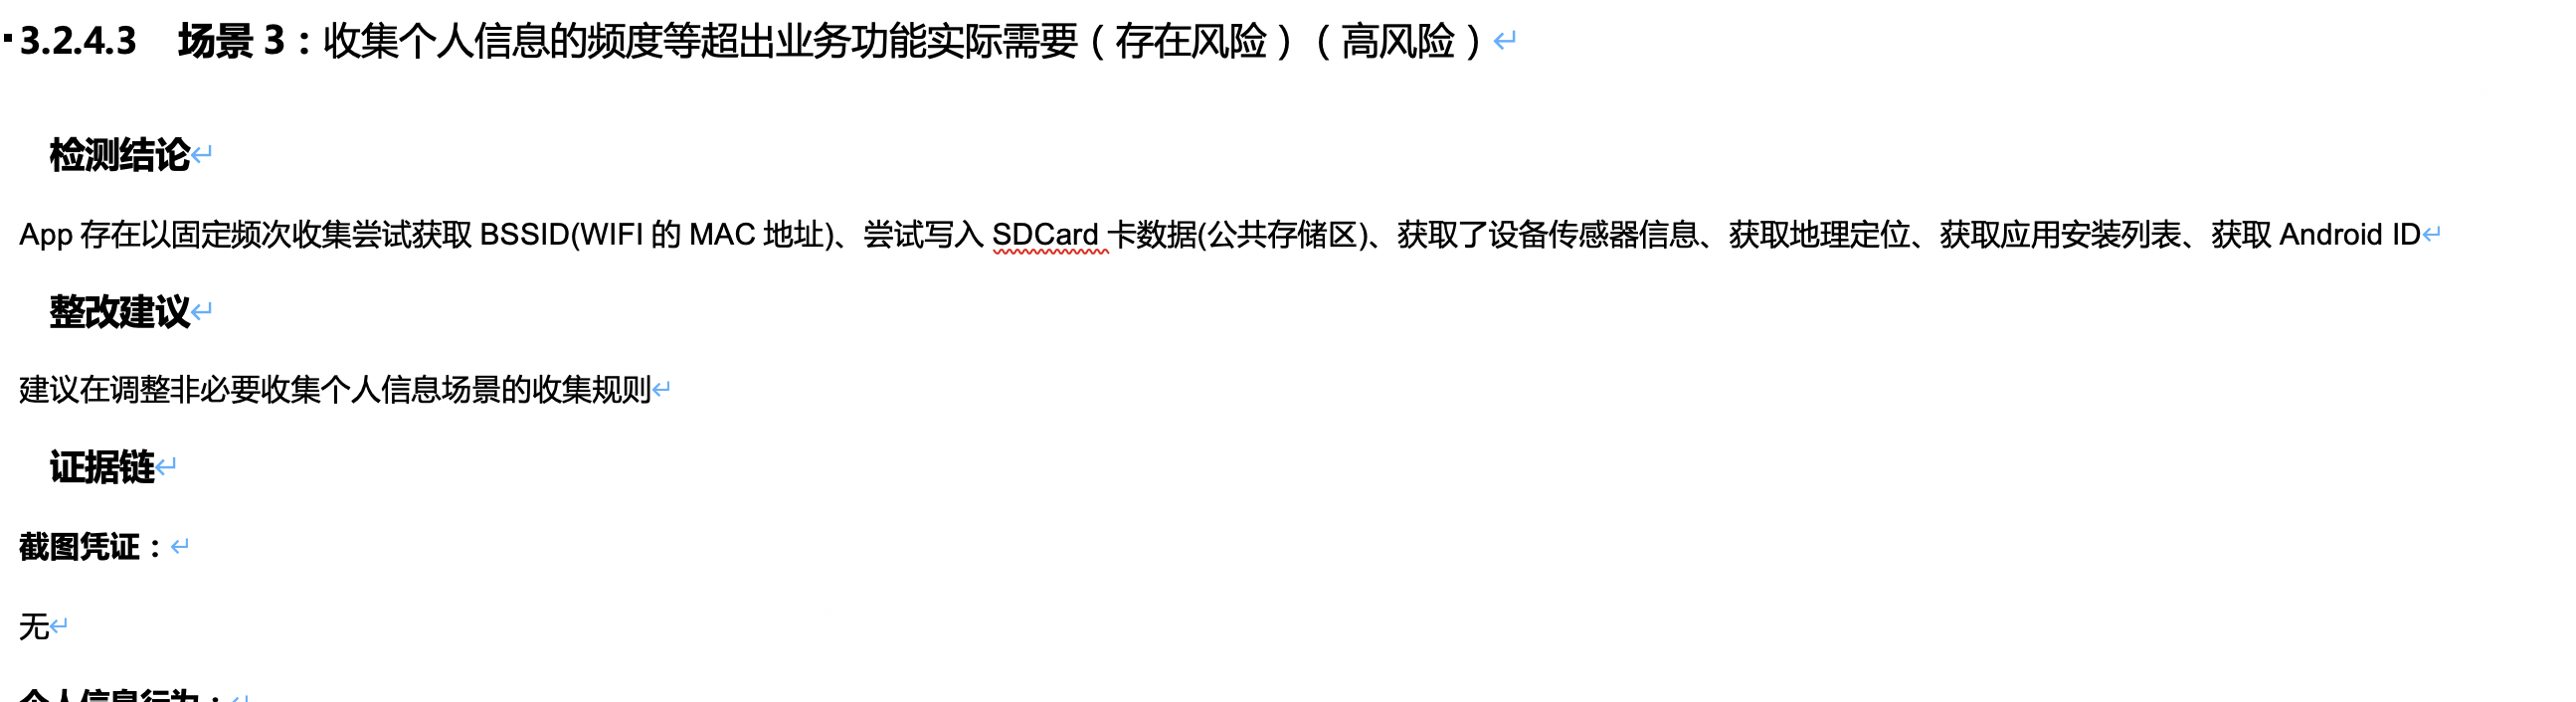 3.2.4.3 场景 3：收集个人信息的频度等超出业务功能实际需要（存在风险）（高风险）
检测结论
App 存在以固定频次收集尝试获取 BSSID(WIFI 的 MAC 地址)、尝试写入 SDCard 卡数据(公共存储区)、获取了设备传感器信息、获取地理定位、获取应用安装列表、获取 Android ID
整改建议
建议在调整非必要收集个人信息场景的收集规则
证据链
截图凭证：
无
个人信息行为：